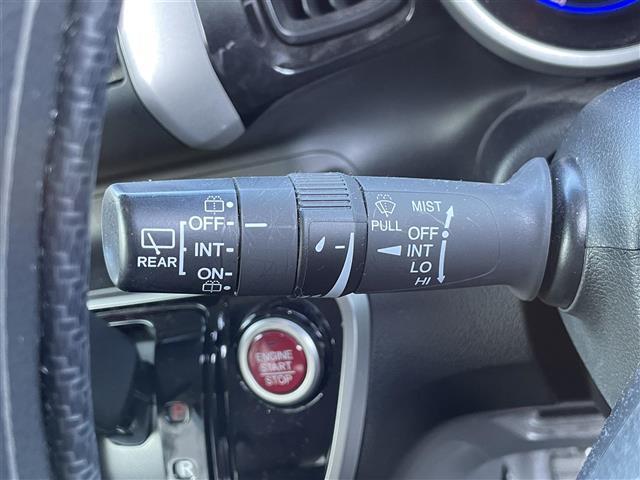 OFF
INT
REAR
ON
PULL
MIST
OFF
INT
LO
HI
ENGINE
START
STOP
P
R